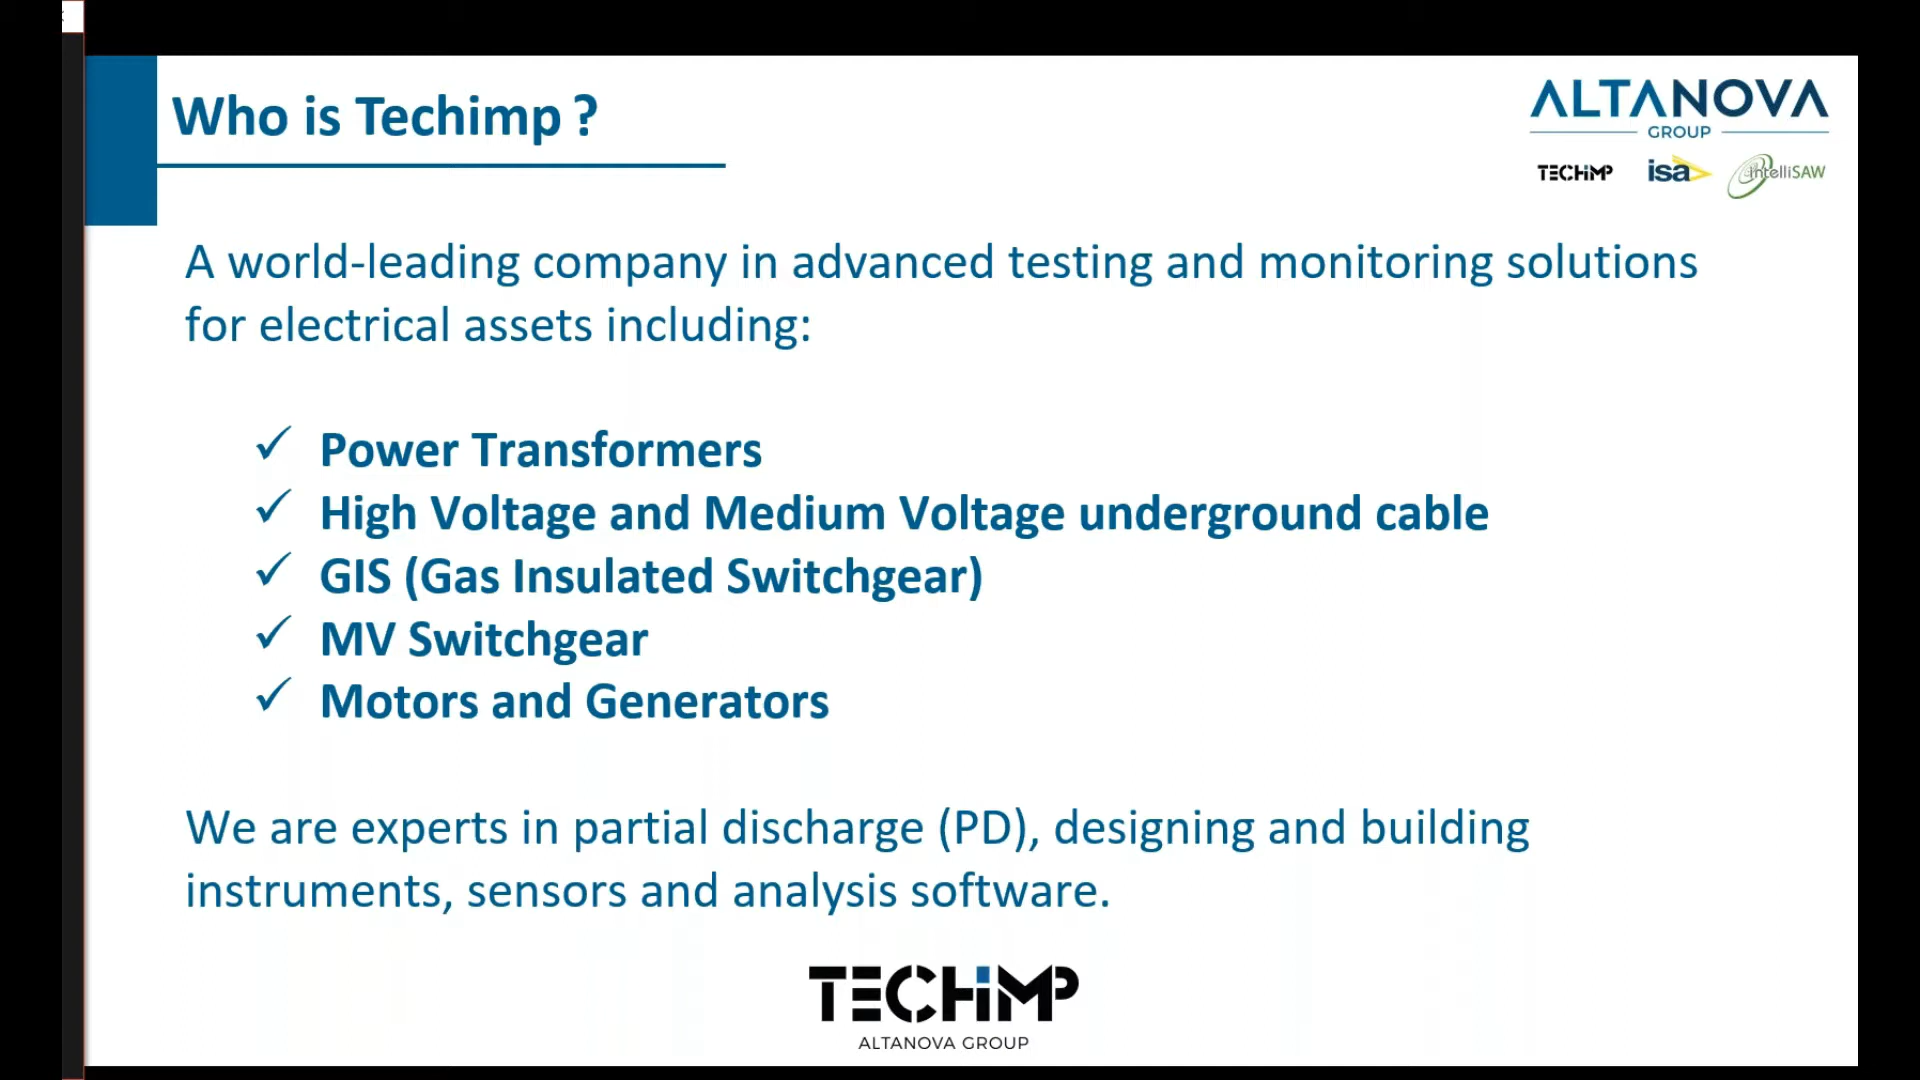 Who is Techimp ?
ALTANOVA
GROUP
TECHIMP isa intelliSAW
A world-leading company in advanced testing and monitoring solutions
for electrical assets including:
✓ Power Transformers
✓ High Voltage and Medium Voltage underground cable
✓ GIS (Gas Insulated Switchgear)
✓ MV Switchgear
✓ Motors and Generators
We are experts in partial discharge (PD), designing and building
instruments, sensors and analysis software.
TECHIMP
ALTANOVA GROUP